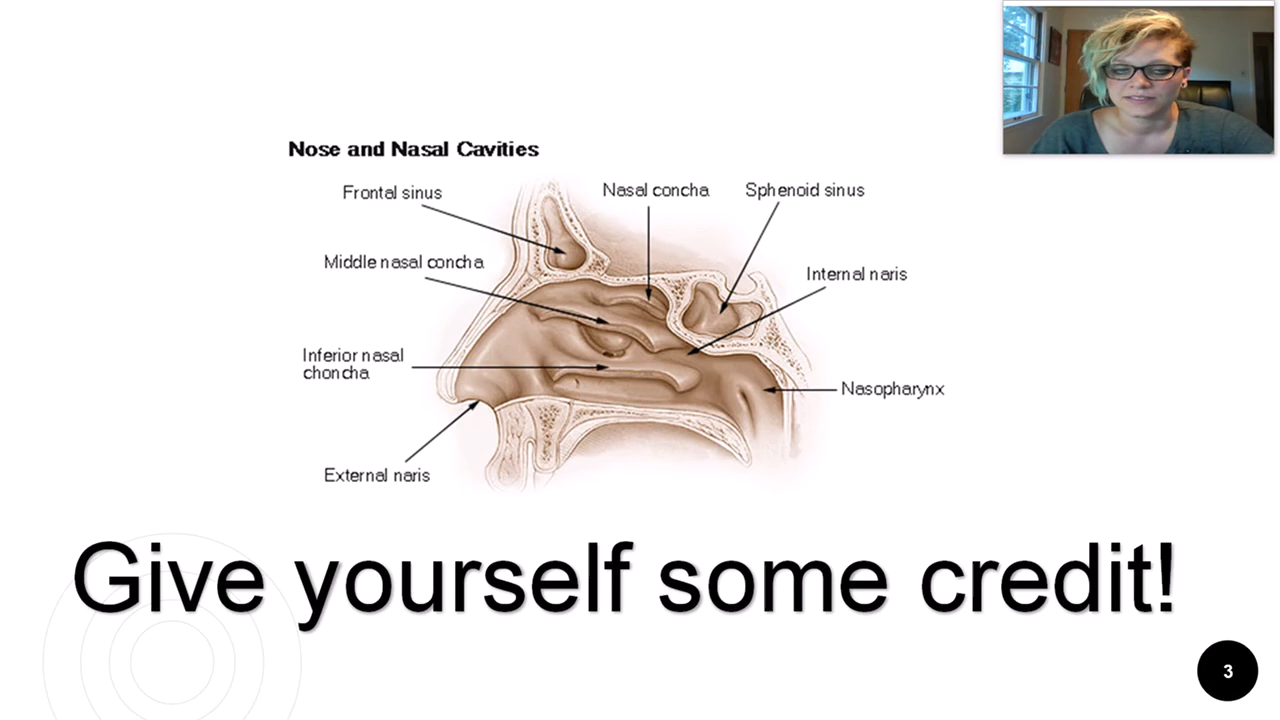 Nose and Nasal Cavities
Frontal sinus
Nasal concha
Sphenoid sinus
Middle nasal concha
Internal naris
Inferior nasal
choncha
Nasopharynx
External naris
Give yourself some credit!
3